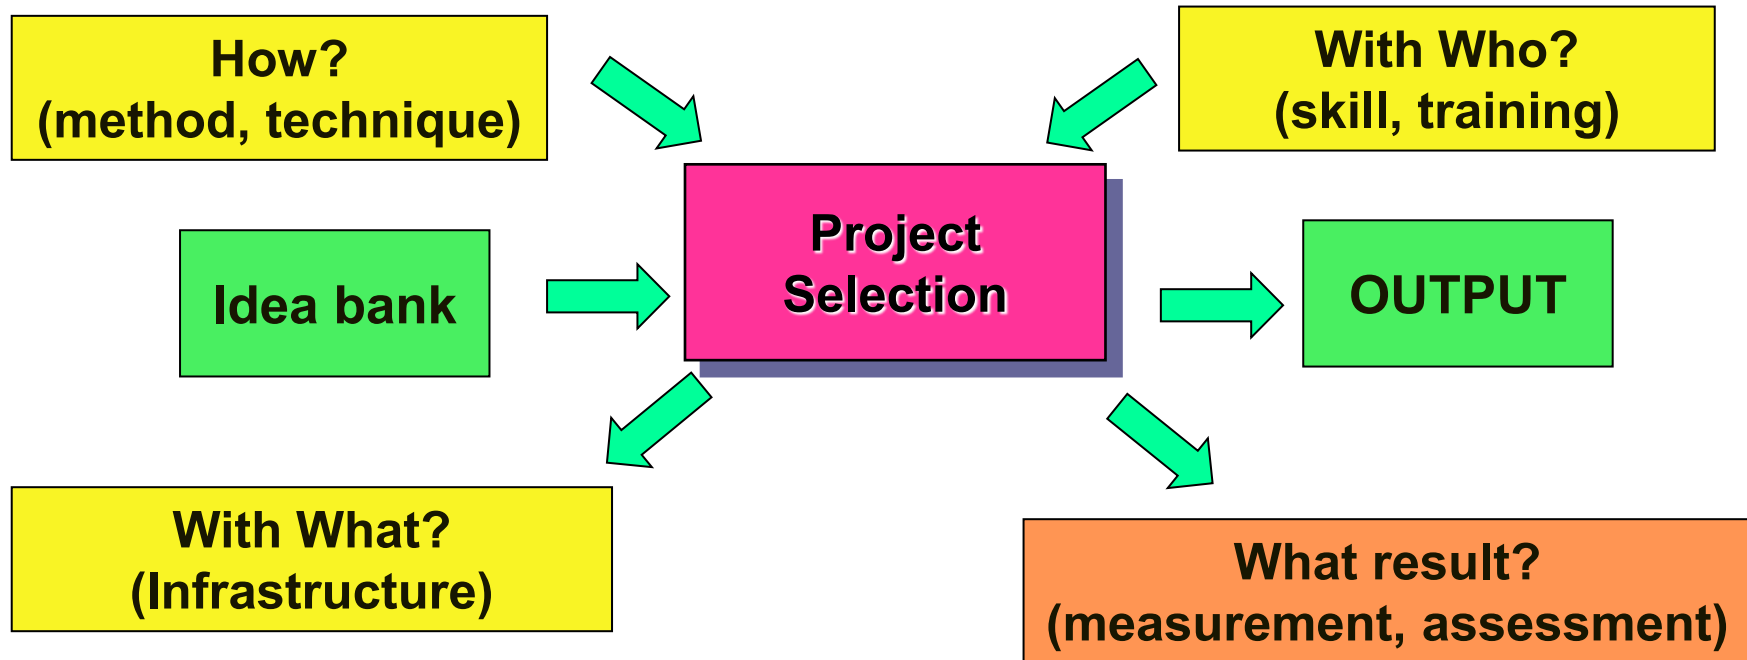 How?
(method, technique)
With Who?
(skill, training)
Project
Selection
Idea bank
OUTPUT
With What?
(Infrastructure)
What result?
(measurement, assessment)